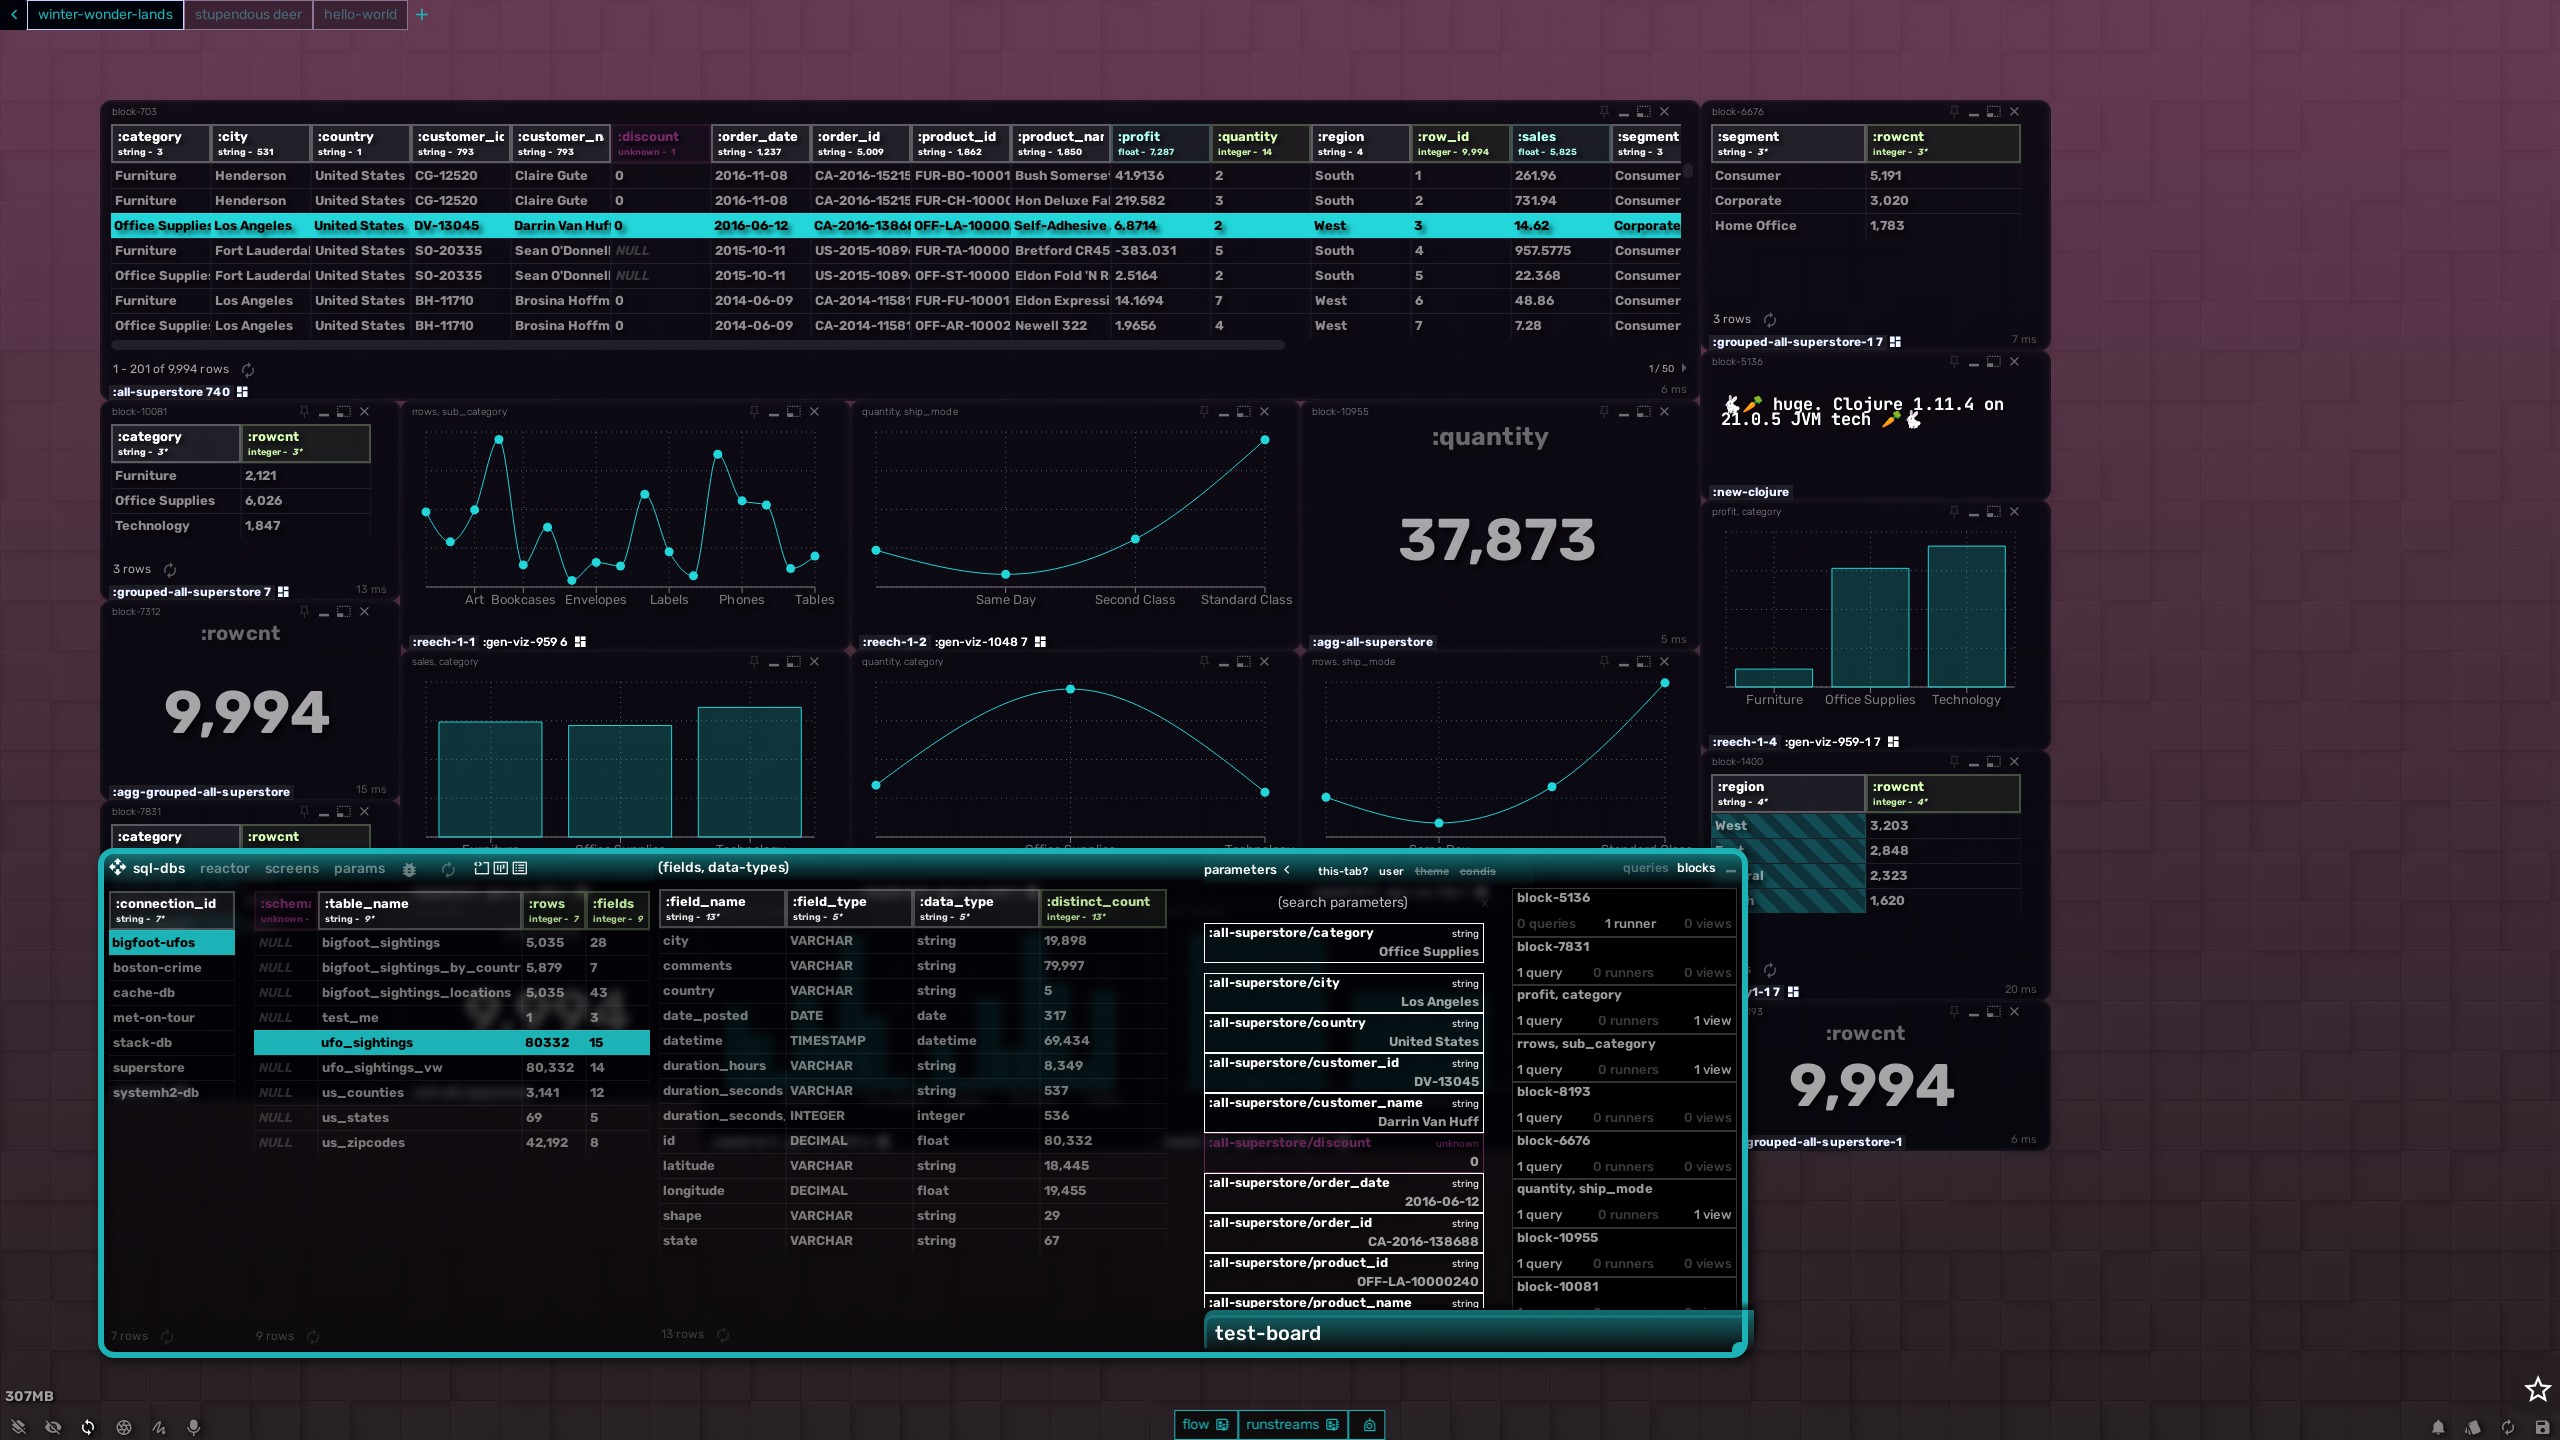 winter-wonder-lands stupendous deer hello-world +
block-703
:category :city :country :customer_ic :customer_n :discount :order_date :order_id :product_id :product_nar :profit :quantity :region :row_id :sales :segment
string - 3 string - 531 string - 1 string - 793 string - 793 unknown - 1 string - 1,237 string - 5,009 string - 1,862 string - 1,850 float - 7,287 integer - 14 string - 4 integer - 9,994 float - 5,825 string - 3
Furniture Henderson United States CG-12520 Claire Gute 0 2016-11-08 CA-2016-15215 FUR-BO-10001 Bush Somerset 41.9136 2 South 1 261.96 Consumer
Furniture Henderson United States CG-12520 Claire Gute 0 2016-11-08 CA-2016-15215 FUR-CH-1000 Hon Deluxe Fal 219.582 3 South 2 731.94 Consumer
Office Supplies Los Angeles United States DV-13045 Darrin Van Huff 0 2016-06-12 CA-2016-13868 OFF-LA-10000 Self-Adhesive 6.8714 2 West 3 14.62 Corporate
Furniture Fort Lauderdal United States SO-20335 Sean O'Donnell NULL 2015-10-11 US-2015-1089 FUR-TA-10000 Bretford CR45 -383.031 5 South 4 957.5775 Consumer
Office Supplies Fort Lauderdal United States SO-20335 Sean O'Donnell NULL 2015-10-11 US-2015-1089 OFF-ST-10000 Eldon Fold 'N R 2.5164 2 South 5 22.368 Consumer
Furniture Los Angeles United States BH-11710 Brosina Hoffm 0 2014-06-09 CA-2014-11581 FUR-FU-10001 Eldon Expressi 14.1694 7 West 6 48.86 Consumer
Office Supplies Los Angeles United States BH-11710 Brosina Hoffm 0 2014-06-09 CA-2014-11581 OFF-AR-10002 Newell 322 1.9656 4 West 7 7.28 Consumer
1 - 201 of 9,994 rows 1 / 50
:all-superstore 740 6 ms
block-6676
:segment :rowcnt
string - 3* integer - 3*
Consumer 5,191
Corporate 3,020
Home Office 1,783
3 rows
:grouped-all-superstore-1 7 7 ms
block-5136
🐇🥕 huge. Clojure 1.11.4 on
21.0.5 JVM tech 🥕🐇
:new-clojure
block-10081
:category :rowcnt
string - 3* integer - 3*
Furniture 2,121
Office Supplies 6,026
Technology 1,847
3 rows
:grouped-all-superstore 7 13 ms
rrows, sub_category
Art Bookcases Envelopes Labels Phones Tables
:reech-1-1 :gen-viz-959 6
quantity, ship_mode
Same Day Second Class Standard Class
:reech-1-2 :gen-viz-1048 7
block-10955
:quantity
37,873
:agg-all-superstore 5 ms
profit, category
Furniture Office Supplies Technology
:reech-1-4 :gen-viz-959-1 7
block-7312
:rowcnt
9,994
:agg-grouped-all-superstore 15 ms
sales, category
Furniture Office Supplies Technology
quantity, category
Office Supplies Technology
rrows, ship_mode
Same Day Standard Class
block-1400
:region :rowcnt
string - 4* integer - 4*
West 3,203
2,848
ral 2,323
1,620
/1-1 7 20 ms
block-7831
:category :rowcnt
93
:rowcnt
9,994
grouped-all-superstore-1 6 ms
sql-dbs reactor screens params
:connection_id
string - 7*
bigfoot-ufos
boston-crime
cache-db
met-on-tour
stack-db
superstore
systemh2-db
7 rows
:schema :table_name :rows :fields
unknown - string - 9* integer - 7 integer - 9
NULL bigfoot_sightings 5,035 28
NULL bigfoot_sightings_by_countr 5,879 7
NULL bigfoot_sightings_locations 5,035 43
NULL test_me 1 3
ufo_sightings 80332 15
NULL ufo_sightings_vw 80,332 14
NULL us_counties 3,141 12
NULL us_states 69 5
NULL us_zipcodes 42,192 8
9 rows
(fields, data-types)
:field_name :field_type :data_type :distinct_count
string - 13* string - 5* string - 5* integer - 13*
city VARCHAR string 19,898
comments VARCHAR string 79,997
country VARCHAR string 5
date_posted DATE date 317
datetime TIMESTAMP datetime 69,434
duration_hours VARCHAR string 8,349
duration_seconds VARCHAR string 537
duration_seconds_ INTEGER integer 536
id DECIMAL float 80,332
latitude VARCHAR string 18,445
longitude DECIMAL float 19,455
shape VARCHAR string 29
state VARCHAR string 67
13 rows
parameters this-tab? user theme condis
(search parameters)
:all-superstore/category string
Office Supplies
:all-superstore/city string
Los Angeles
:all-superstore/country string
United States
:all-superstore/customer_id string
DV-13045
:all-superstore/customer_name string
Darrin Van Huff
:all-superstore/discount unknown
0
:all-superstore/order_date string
2016-06-12
:all-superstore/order_id string
CA-2016-138688
:all-superstore/product_id string
OFF-LA-10000240
:all-superstore/product_name string
queries blocks
block-5136
0 queries 1 runner 0 views
block-7831
1 query 0 runners 0 views
profit, category
1 query 0 runners 1 view
rrows, sub_category
1 query 0 runners 1 view
block-8193
1 query 0 runners 0 views
block-6676
1 query 0 runners 0 views
quantity, ship_mode
1 query 0 runners 1 view
block-10955
1 query 0 runners 0 views
block-10081
test-board
307MB
flow runstreams